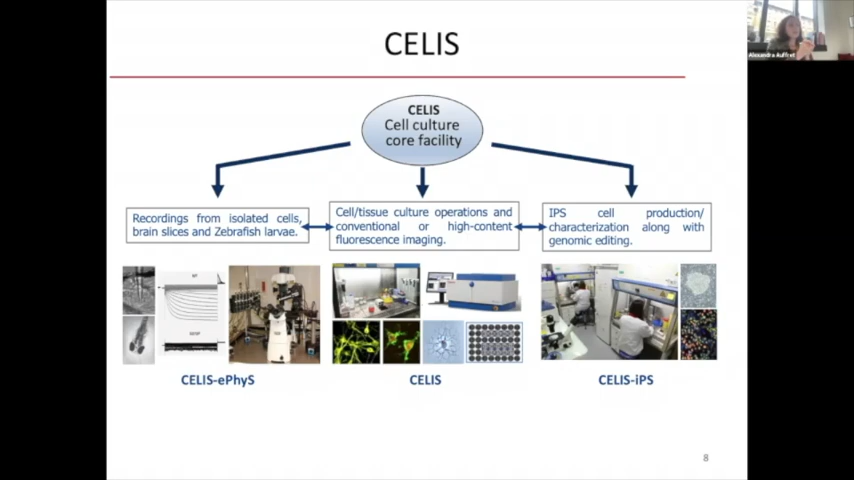 CELIS
Alexandra Auffret
CELIS
Cell culture
core facility
Recordings from isolated cells,
brain slices and Zebrafish larvae.
Cell/tissue culture operations and
conventional or high-content
fluorescence imaging.
IPS cell production/
characterization along with
genomic editing.
CELIS-ePhyS
CELIS
CELIS-iPS
8